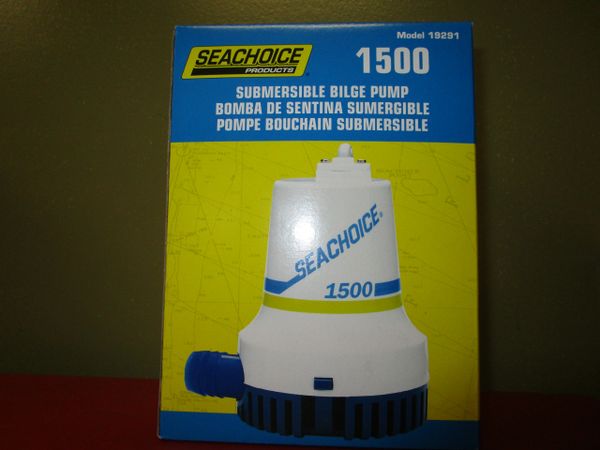 Model 19291
SEACHOICE
PRODUCTS
1500
SUBMERSIBLE BILGE PUMP
BOMBA DE SENTINA SUMERGIBLE
POMPE BOUCHAIN SUBMERSIBLE
SEACHOICE®
1500